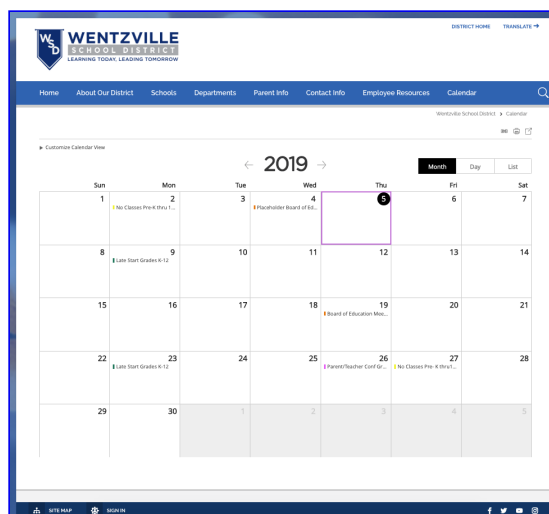 DISTRICT HOME TRANSLATE
WSD
WENTZVILLE
SCHOOL DISTRICT
LEARNING TODAY, LEADING TOMORROW
Home About Our District Schools Departments Parent Info Contact Info Employee Resources Calendar
Wentzville School District > Calendar
Customize Calendar View
2019
Month Day List
Sun Mon Tue Wed Thu Fri Sat
1 2 3 4 5 6 7
No Classes Pre-K thru 1... Placeholder Board of Ed...
8 9 10 11 12 13 14
Late Start Grades K-12
15 16 17 18 19 20 21
Board of Education Mee...
22 23 24 25 26 27 28
Late Start Grades K-12 Parent/Teacher Conf Gr... No Classes Pre- K thru1...
29 30 1 2 3 4 5
SITE MAP SIGN IN